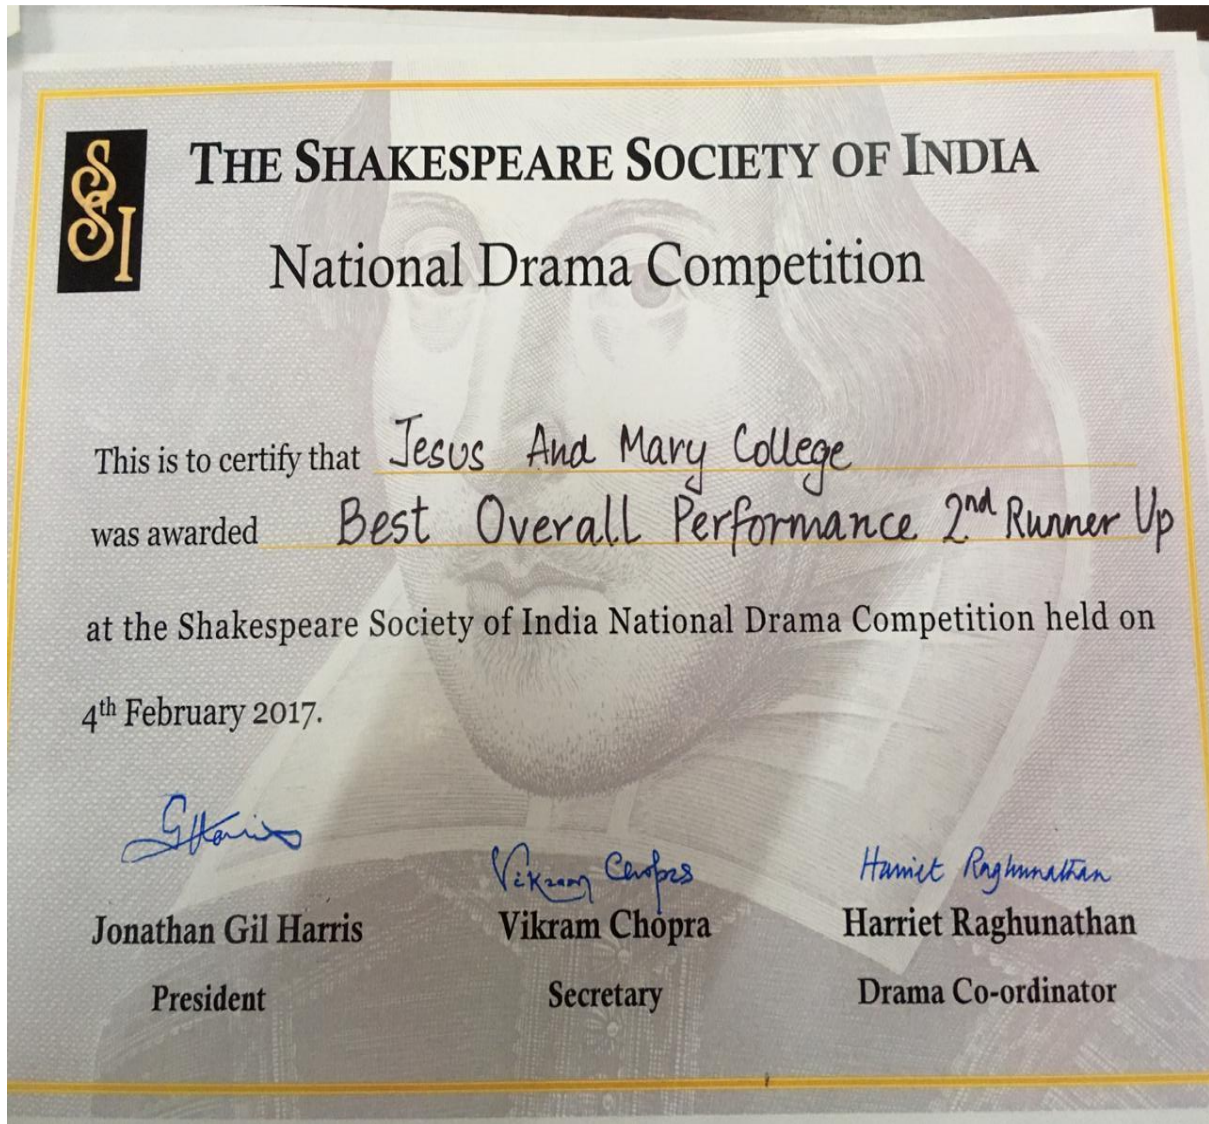 SSI
THE SHAKESPEARE SOCIETY OF INDIA
National Drama Competition
This is to certify that Jesus And Mary College
was awarded Best Overall Performance 2nd Runner Up
at the Shakespeare Society of India National Drama Competition held on
4th February 2017.
GHarris
Vikram Chopra
Harriet Raghunathan
Jonathan Gil Harris
Vikram Chopra
Harriet Raghunathan
President
Secretary
Drama Co-ordinator